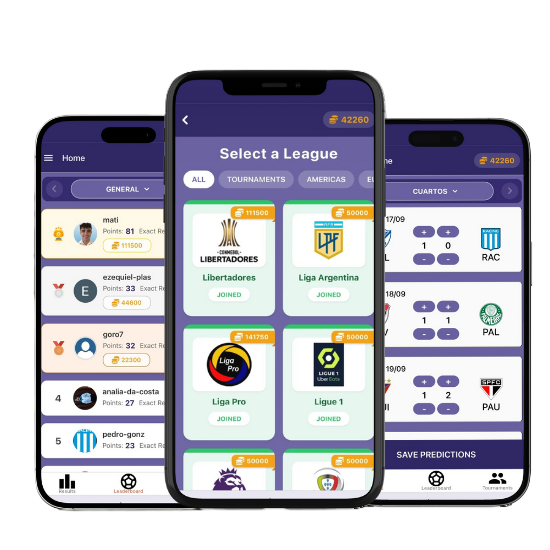 Home
GENERAL
mati
Points: 81 Exact Re
111500
ezequiel-plas
E
Points: 33 Exact Re
44600
goro7
Points: 32 Exact Re
22300
4
analia-da-costa
Points: 27 Exact Re
5
pedro-gonz
Points: 23 Exact Re
Results
Leaderboard
42260
Select a League
ALL
TOURNAMENTS
AMERICAS
EU
111500
CONMEBOL
LIBERTADORES
Libertadores
JOINED
50000
LPF
Liga Argentina
JOINED
141750
Liga
Pro
Liga Pro
JOINED
50000
LIGUE 1
Uber Eats
Ligue 1
JOINED
50000
50000
me
42260
CUARTOS
17/09
+ +
L
1 0
RAC
- -
18/09
+ +
1 1
PAL
- -
19/09
+ +
SPFC
1 2
PAU
- -
SAVE PREDICTIONS
Leaderboard
Tournaments